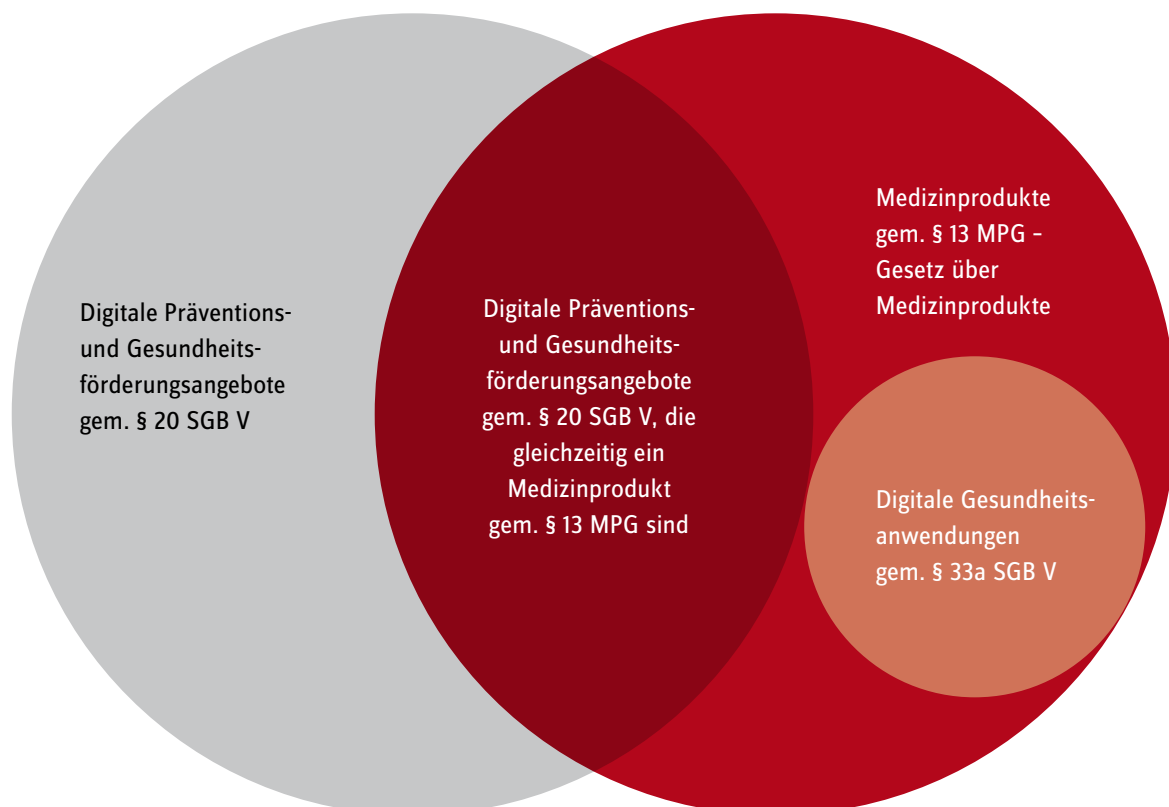 Digitale Präventions-
und Gesundheits-
förderungsangebote
gem. § 20 SGB V
Digitale Präventions-
und Gesundheits-
förderungsangebote
gem. § 20 SGB V, die
gleichzeitig ein
Medizinprodukt
gem. § 13 MPG sind
Medizinprodukte
gem. § 13 MPG –
Gesetz über
Medizinprodukte
Digitale Gesundheits-
anwendungen
gem. § 33a SGB V